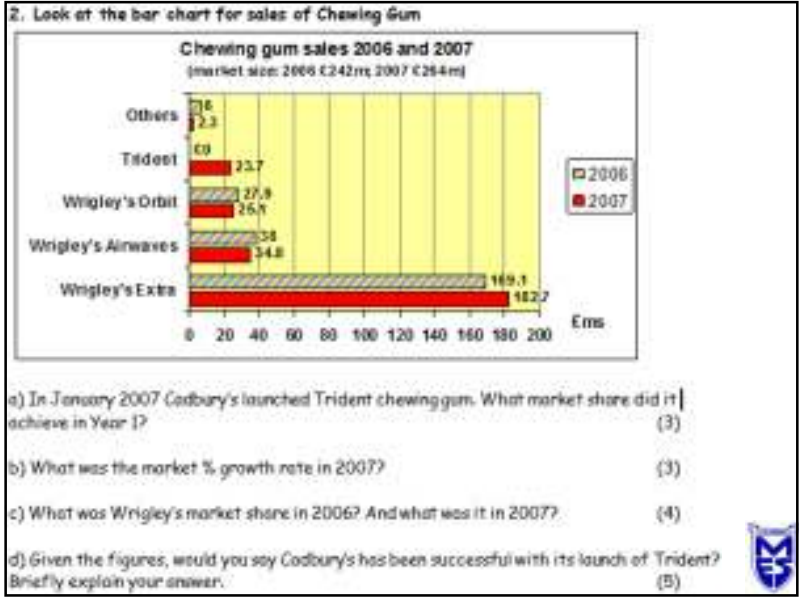 2. Look at the bar chart for sales of Chewing Gum
Chewing gum sales 2006 and 2007
(market size: 2006 £242m; 2007 £264m)
Others
2.3
Trident
£0
23.7
Wrigley's Orbit
27.9
25.1
Wrigley's Airwaves
38
34.8
Wrigley's Extra
169.1
182.7
0 20 40 60 80 100 120 140 160 180 200
£ms
2006
2007
a) In January 2007 Cadbury's launched Trident chewing gum. What market share did it
achieve in Year 1? (3)
b) What was the market % growth rate in 2007? (3)
c) What was Wrigley's market share in 2006? And what was it in 2007? (4)
d) Given the figures, would you say Cadbury's has been successful with its launch of Trident?
Briefly explain your answer. (5)